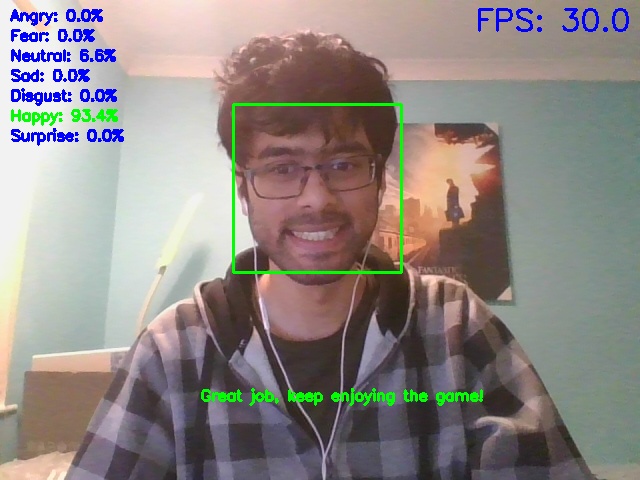 Angry: 0.0%
Fear: 0.0%
Neutral: 6.6%
Sad: 0.0%
Disgust: 0.0%
Happy: 93.4%
Surprise: 0.0%
FPS: 30.0
FANTASTIC
Great job, keep enjoying the game!